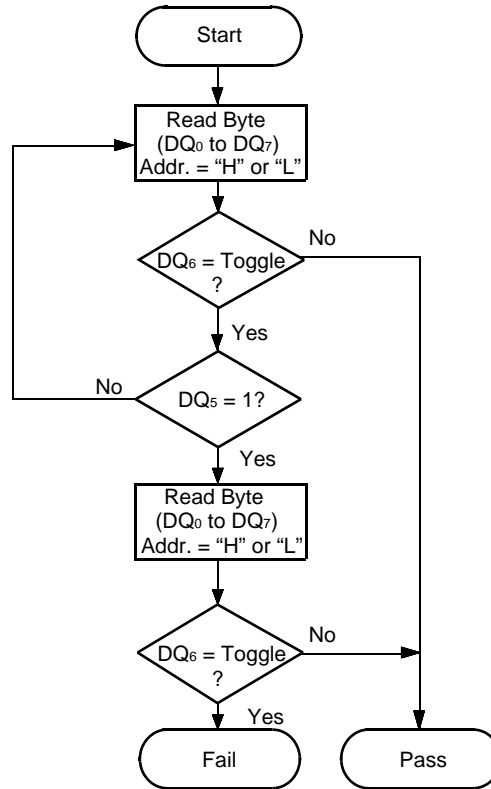 Start
Read Byte
(DQ0 to DQ7)
Addr. = “H” or “L”
No
DQ6 = Toggle
?
Yes
No
DQ5 = 1?
Yes
Read Byte
(DQ0 to DQ7)
Addr. = “H” or “L”
No
DQ6 = Toggle
?
Yes
Fail
Pass